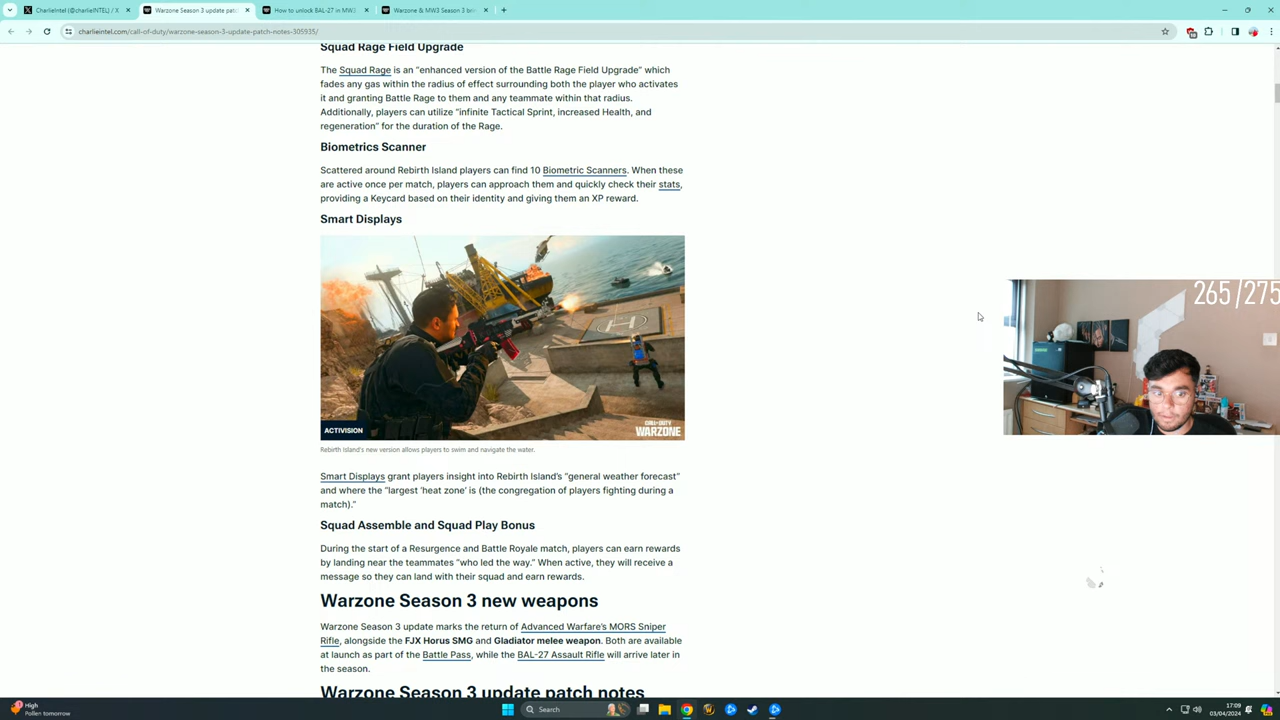 CharlieIntel (@charlieINTEL) / X
Warzone Season 3 update patc
How to unlock BAL-27 in MW3
Warzone & MW3 Season 3 br
charlieintel.com/call-of-duty/warzone-season-3-update-patch-notes-305935/
Squad Rage Field Upgrade
The Squad Rage is an “enhanced version of the Battle Rage Field Upgrade” which
fades any gas within the radius of effect surrounding both the player who activates
it and granting Battle Rage to them and any teammate within that radius.
Additionally, players can utilize “infinite Tactical Sprint, increased Health, and
regeneration” for the duration of the Rage.
Biometrics Scanner
Scattered around Rebirth Island players can find 10 Biometric Scanners. When these
are active once per match, players can approach them and quickly check their stats,
providing a Keycard based on their identity and giving them an XP reward.
Smart Displays
265/275
ACTIVISION
CALL OF DUTY
WARZONE
Rebirth Island's new version allows players to swim and navigate the water.
Smart Displays grant players insight into Rebirth Island’s “general weather forecast”
and where the “largest ‘heat zone’ is (the congregation of players fighting during a
match).”
Squad Assemble and Squad Play Bonus
During the start of a Resurgence and Battle Royale match, players can earn rewards
by landing near the teammates “who led the way.” When active, they will receive a
message so they can land with their squad and earn rewards.
Warzone Season 3 new weapons
Warzone Season 3 update marks the return of Advanced Warfare’s MORS Sniper
Rifle, alongside the FJX Horus SMG and Gladiator melee weapon. Both are available
at launch as part of the Battle Pass, while the BAL-27 Assault Rifle will arrive later in
the season.
Warzone Season 3 update patch notes
High
Pollen tomorrow
Search
17:09
03/04/2024